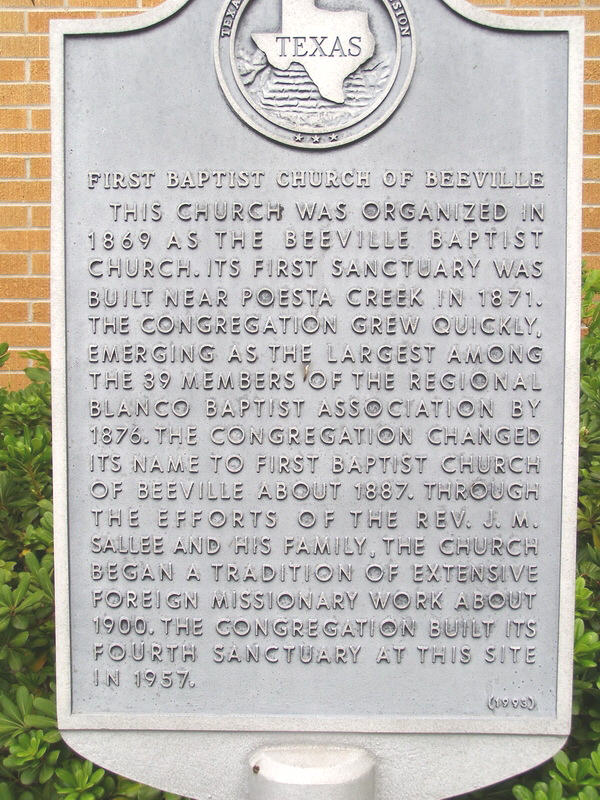 TEXAS
FIRST BAPTIST CHURCH OF BEEVILLE
THIS CHURCH WAS ORGANIZED IN
1869 AS THE BEEVILLE BAPTIST
CHURCH. ITS FIRST SANCTUARY WAS
BUILT NEAR POESTA CREEK IN 1871.
THE CONGREGATION GREW QUICKLY,
EMERGING AS THE LARGEST AMONG
THE 39 MEMBERS OF THE REGIONAL
BLANCO BAPTIST ASSOCIATION BY
1876. THE CONGREGATION CHANGED
ITS NAME TO FIRST BAPTIST CHURCH
OF BEEVILLE ABOUT 1887. THROUGH
THE EFFORTS OF THE REV. J. M.
SALLEE AND HIS FAMILY, THE CHURCH
BEGAN A TRADITION OF EXTENSIVE
FOREIGN MISSIONARY WORK ABOUT
1900. THE CONGREGATION BUILT ITS
FOURTH SANCTUARY AT THIS SITE
IN 1957.
(1993)